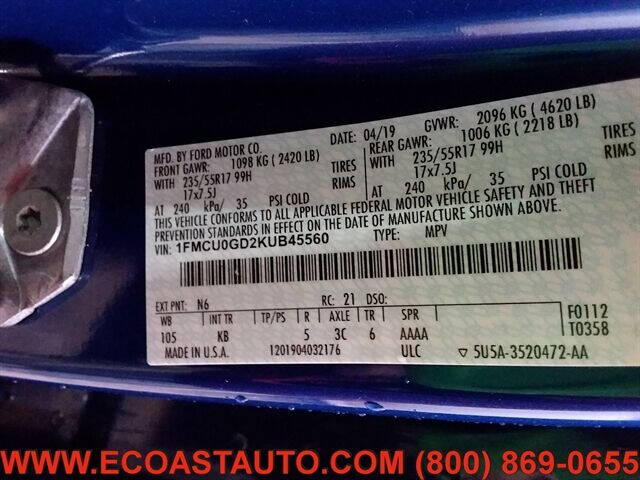 MFD. BY FORD MOTOR CO. DATE: 04/19 GVWR: 2096 KG ( 4620 LB)
FRONT GAWR: 1098 KG ( 2420 LB) REAR GAWR: 1006 KG ( 2218 LB)
WITH 235/55R17 99H TIRES WITH 235/55R17 99H TIRES
17x7.5J RIMS 17x7.5J RIMS
AT 240 kPa/ 35 PSI COLD AT 240 kPa/ 35 PSI COLD
THIS VEHICLE CONFORMS TO ALL APPLICABLE FEDERAL MOTOR VEHICLE SAFETY AND THEFT
PREVENTION STANDARDS IN EFFECT ON THE DATE OF MANUFACTURE SHOWN ABOVE.
VIN: 1FMCU0GD2KUB45560 TYPE: MPV
EXT PNT: N6 RC: 21 DSO:
WB INT TR TP/PS R AXLE TR SPR F0112
105 KB 5 3C 6 AAAA T0358
MADE IN U.S.A. 1201904032176 ULC ▽ 5U5A-3520472-AA
WWW.ECOASTAUTO.COM (800) 869-0655